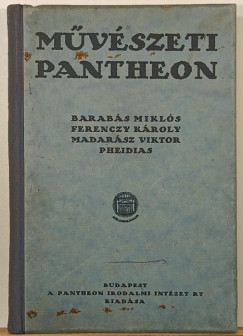 MŰVÉSZETI
PANTHEON
BARABÁS MIKLÓS
FERENCZY KÁROLY
MADARÁSZ VIKTOR
PHEIDIAS
BUDAPEST
A PANTHEON IRODALMI INTÉZET RT
KIADÁSA